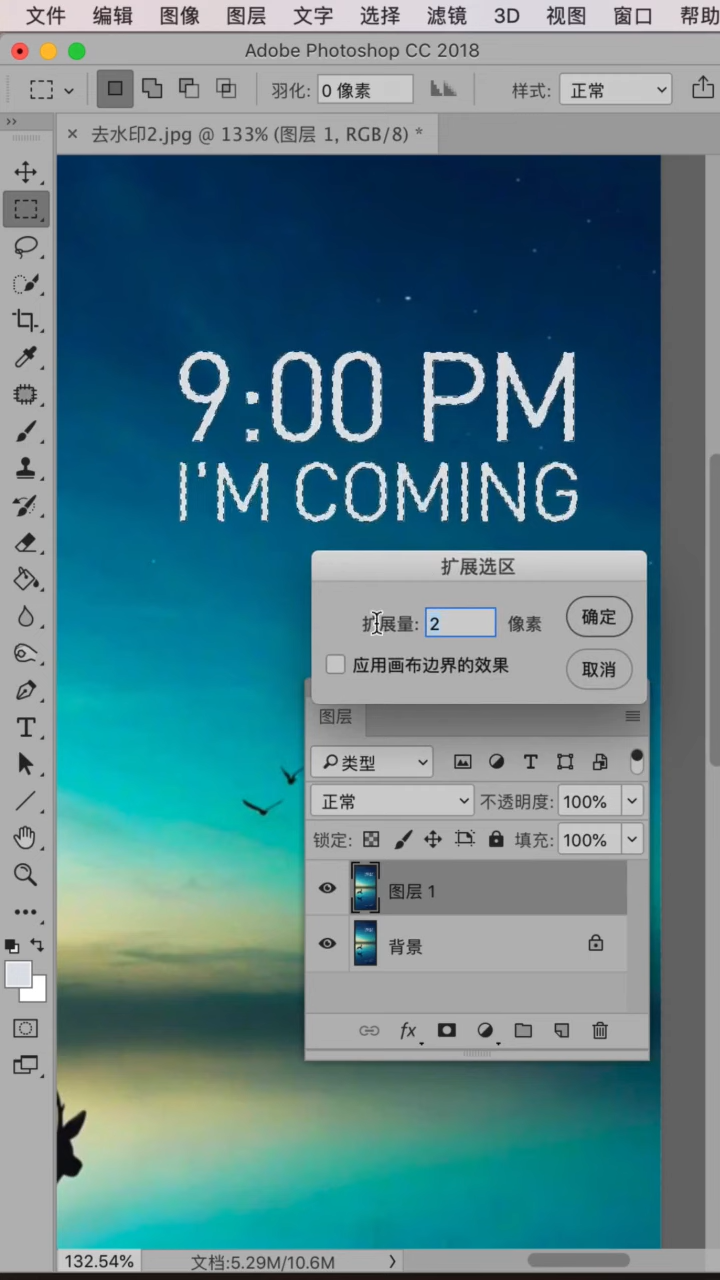 文件 编辑 图像 图层 文字 选择 滤镜 3D 视图 窗口 帮助
Adobe Photoshop CC 2018
羽化: 0 像素 样式: 正常
去水印2.jpg @ 133% (图层 1, RGB/8) *
9:00 PM
I'M COMING
扩展选区
扩展量: 2 像素 确定
应用画布边界的效果 取消
图层
类型
正常 不透明度: 100%
锁定: 填充: 100%
图层 1
背景
fx
132.54% 文档:5.29M/10.6M